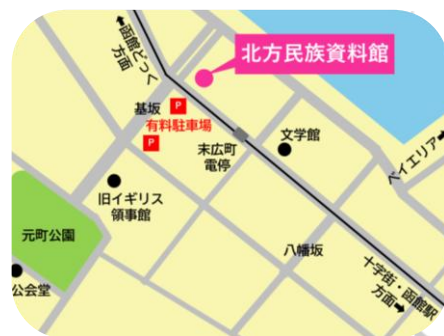 函館どっく
方面
北方民族資料館
基坂
P
有料駐車場
P
末広町
電停
文学館
ベイエリア
旧イギリス
領事館
元町公園
八幡坂
公会堂
十字街・函館駅
方面